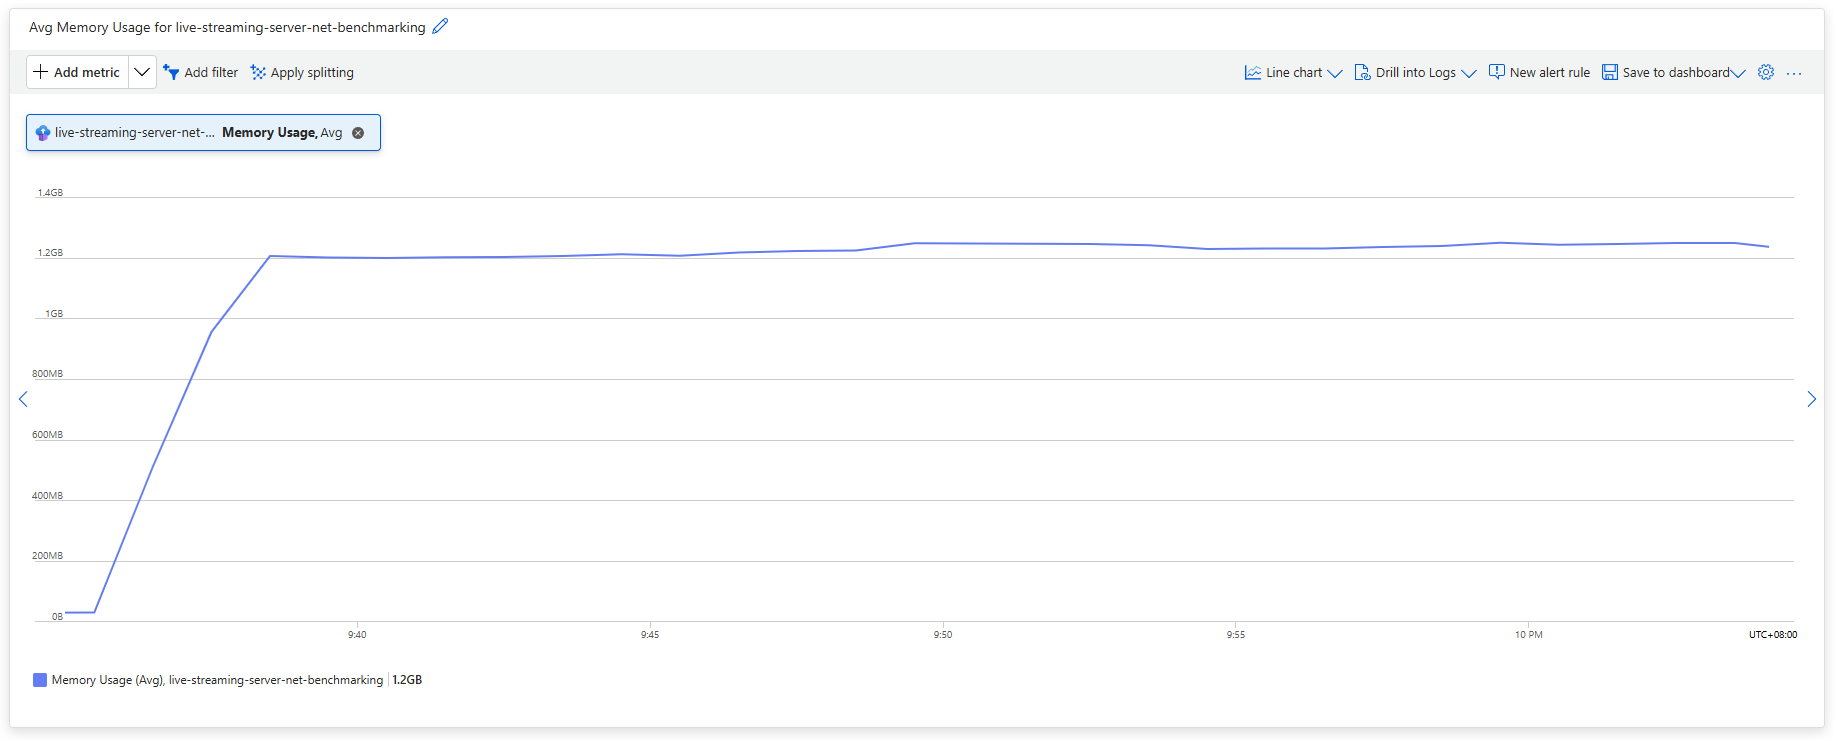 Avg Memory Usage for live-streaming-server-net-benchmarking
Add metric
Add filter
Apply splitting
Line chart
Drill into Logs
New alert rule
Save to dashboard
...
live-streaming-server-net-... Memory Usage, Avg
1.4GB
1.2GB
1GB
800MB
600MB
400MB
200MB
0B
9:40
9:45
9:50
9:55
10 PM
UTC+08:00
Memory Usage (Avg), live-streaming-server-net-benchmarking
1.2GB